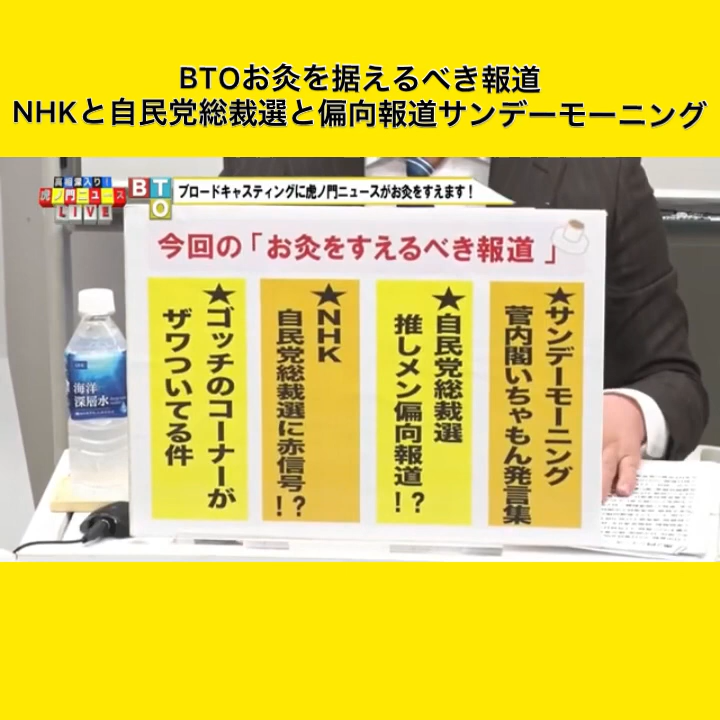 BTOお灸を据えるべき報道
NHKと自民党総裁選と偏向報道サンデーモーニング
真相深入り!
虎ノ門ニュース
LIVE
BTO
ブロードキャスティングに虎ノ門ニュースがお灸をすえます!
今回の「お灸をすえるべき報道」
★サンデーモーニング
菅内閣いちゃもん発言集
★自民党総裁選
推しメン偏向報道!?
★NHK
自民党総裁選に赤信号!?
★ゴッチのコーナーが
ザワついてる件
海洋
深層水